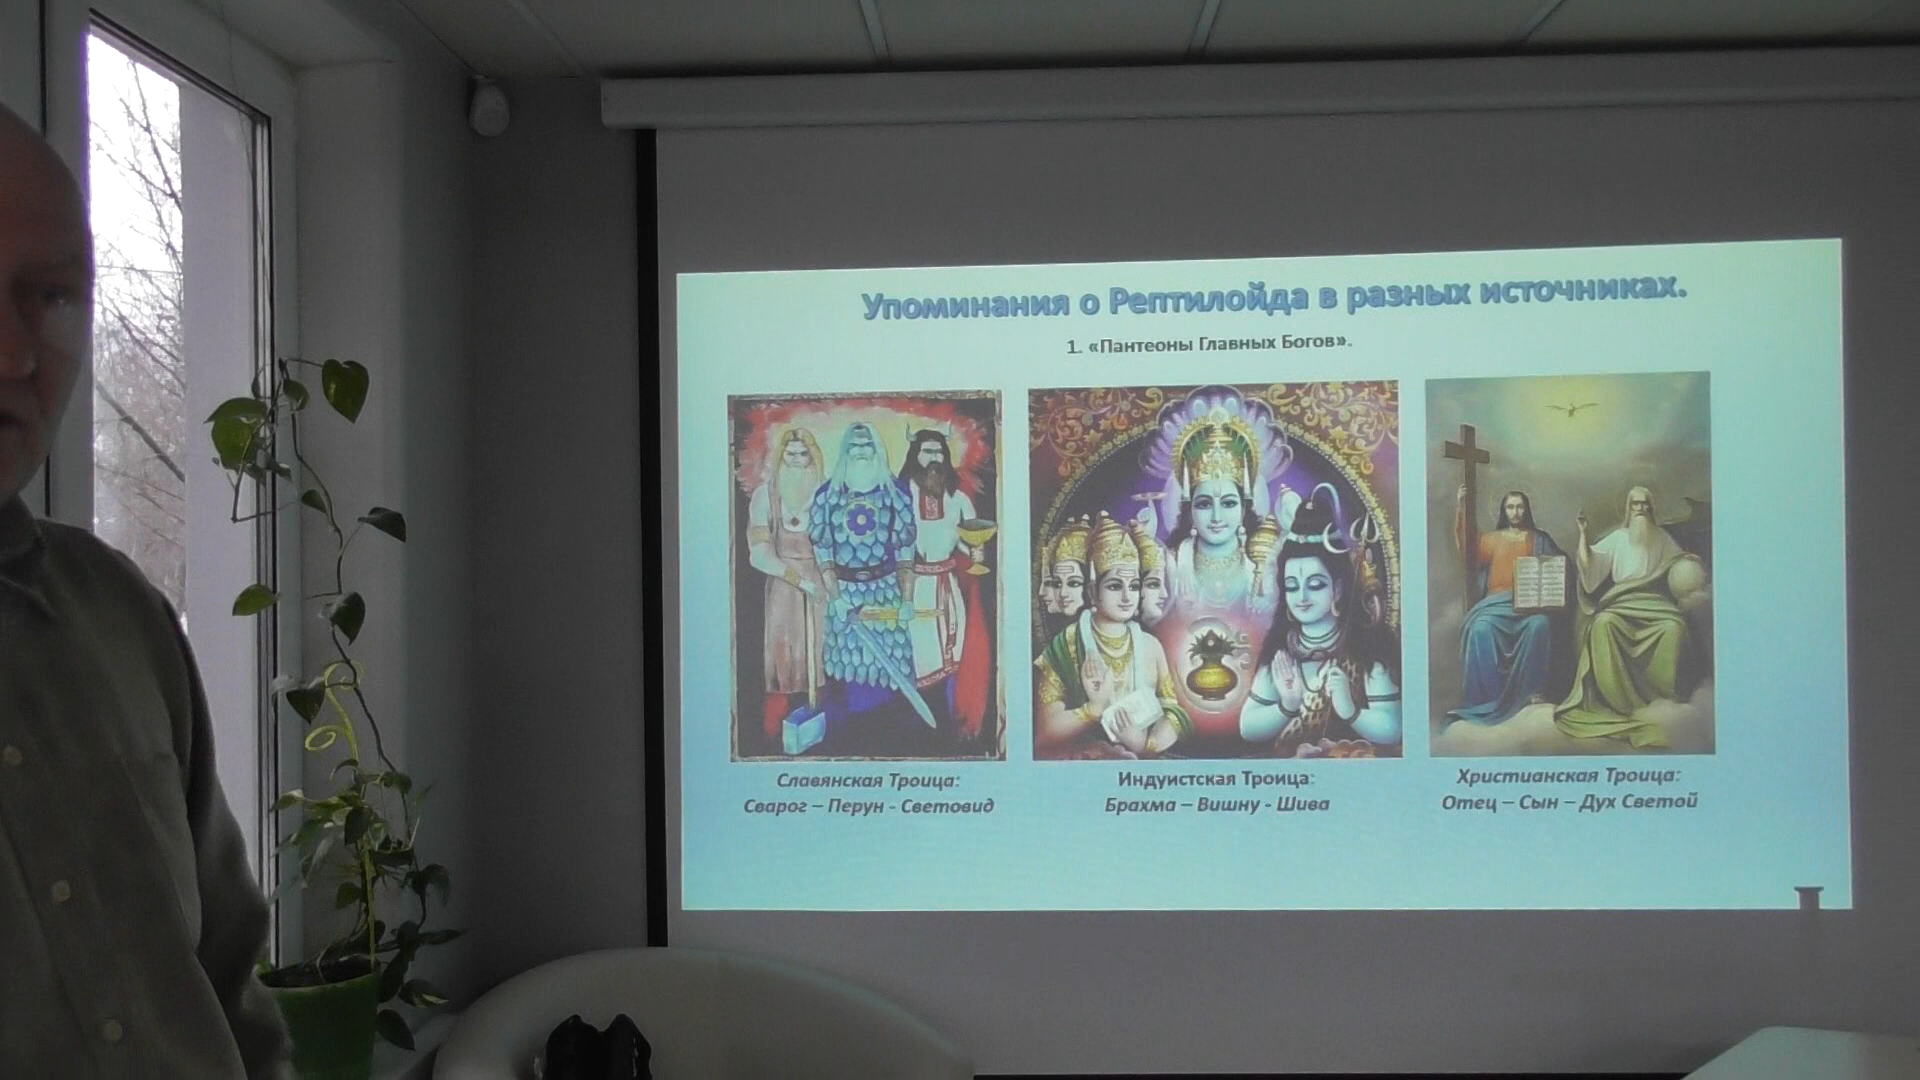 Упоминания о Рептилойда в разных источниках.
1. «Пантеоны Главных Богов».
Славянская Троица:
Сварог – Перун - Световид
Индуистская Троица:
Брахма – Вишну - Шива
Христианская Троица:
Отец – Сын – Дух Светой